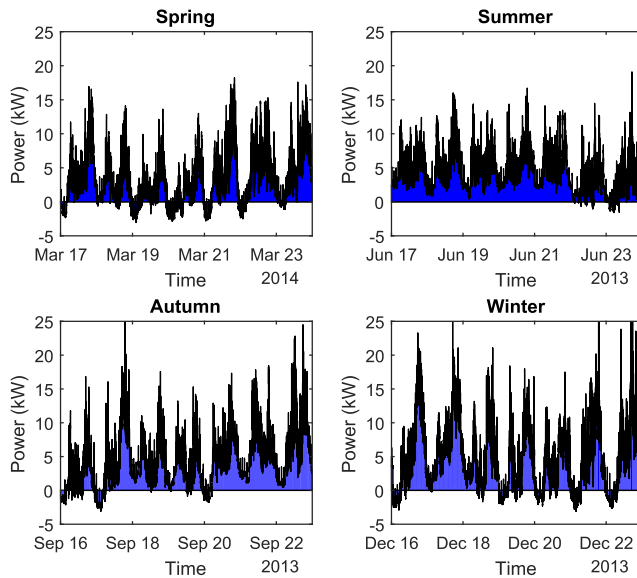 Spring
25
20
15
10
5
0
-5
Power (kW)
Mar 17 Mar 19 Mar 21 Mar 23
Time 2014
Summer
25
20
15
10
5
0
-5
Power (kW)
Jun 17 Jun 19 Jun 21 Jun 23
Time 2013
Autumn
25
20
15
10
5
0
-5
Power (kW)
Sep 16 Sep 18 Sep 20 Sep 22
Time 2013
Winter
25
20
15
10
5
0
-5
Power (kW)
Dec 16 Dec 18 Dec 20 Dec 22
Time 2013